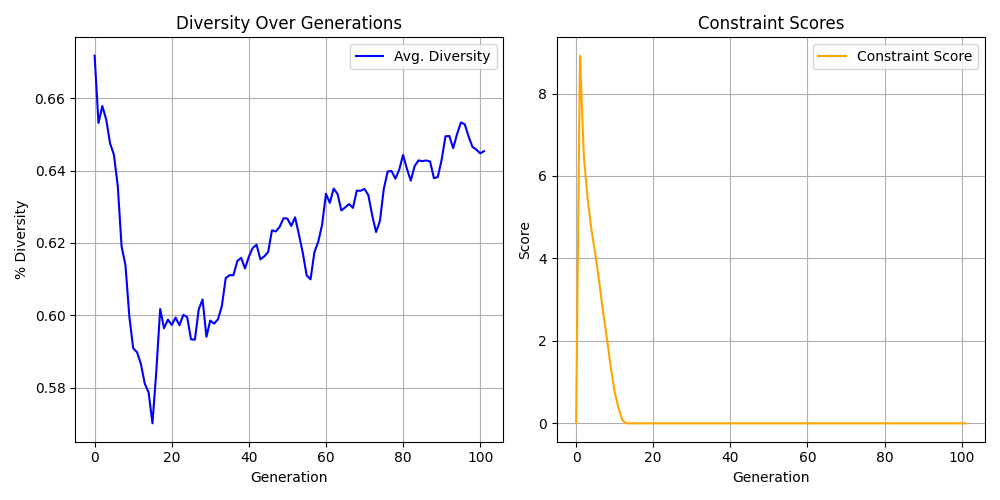 Diversity Over Generations
Avg. Diversity
% Diversity
0.66
0.64
0.62
0.60
0.58
0
20
40
60
80
100
Generation
Constraint Scores
Constraint Score
Score
8
6
4
2
0
0
20
40
60
80
100
Generation